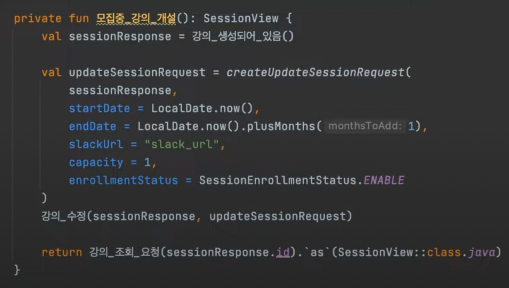 private fun 모집중_강의_개설(): SessionView {
    val sessionResponse = 강의_생성되어_있음()

    val updateSessionRequest = createUpdateSessionRequest(
        sessionResponse,
        startDate = LocalDate.now(),
        endDate = LocalDate.now().plusMonths( monthsToAdd: 1),
        slackUrl = "slack_url",
        capacity = 1,
        enrollmentStatus = SessionEnrollmentStatus.ENABLE
    )
    강의_수정(sessionResponse, updateSessionRequest)

    return 강의_조회_요청(sessionResponse.id).`as`(SessionView::class.java)
}